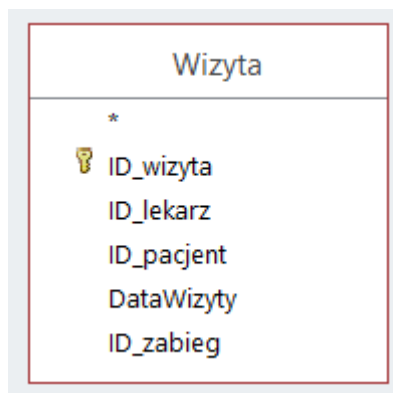 Wizyta
*
ID_wizyta
ID_lekarz
ID_pacjent
DataWizyty
ID_zabieg